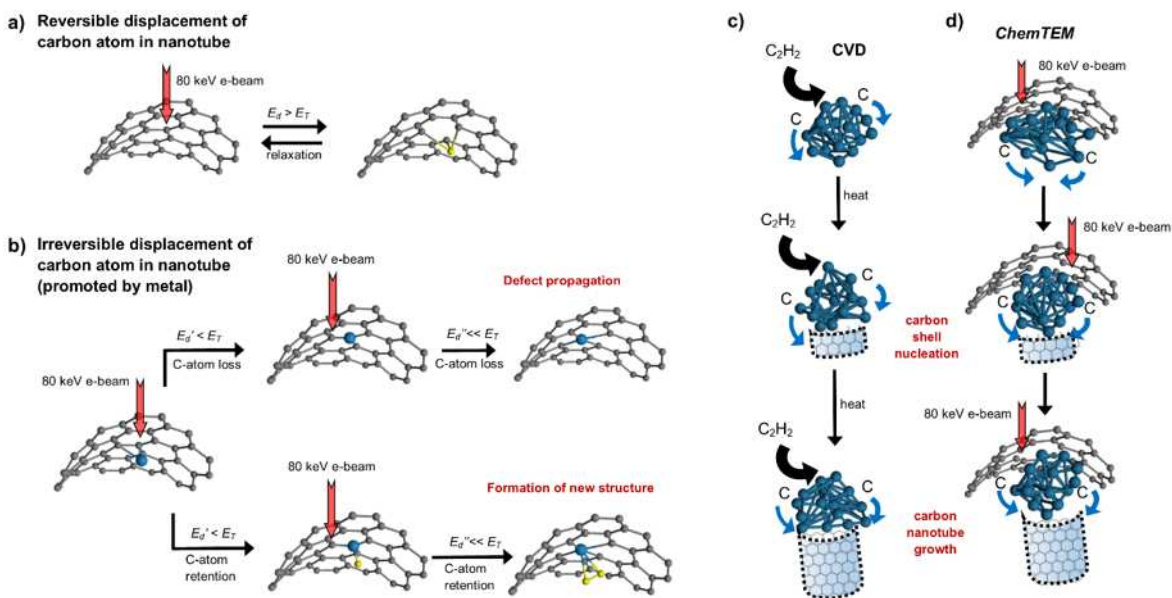 a)
Reversible displacement of
carbon atom in nanotube
80 keV e-beam
E_d > E_T
relaxation
b)
Irreversible displacement of
carbon atom in nanotube
(promoted by metal)
80 keV e-beam
E_d' < E_T
C-atom loss
80 keV e-beam
E_d'' << E_T
C-atom loss
Defect propagation
E_d' < E_T
C-atom
retention
80 keV e-beam
E_d'' << E_T
C-atom
retention
Formation of new structure
c)
CVD
C₂H₂
C
C
heat
C₂H₂
C
C
heat
C₂H₂
C
C
carbon
shell
nucleation
carbon
nanotube
growth
d)
ChemTEM
80 keV e-beam
C
C
80 keV e-beam
C
C
80 keV e-beam
C
C